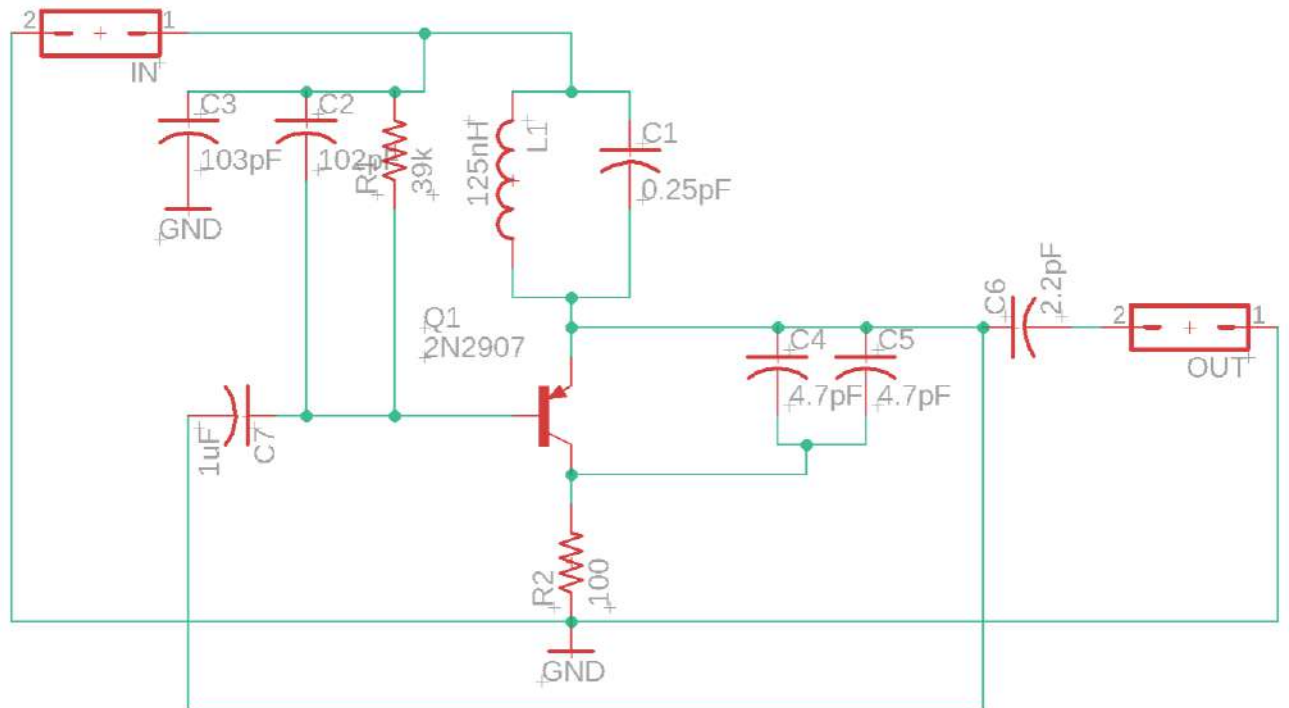 2
1
IN
C3
103pF
GND
C2
102pF
R1
39k
125nH
L1
C1
0.25pF
Q1
2N2907
1uF
C7
C4
4.7pF
C5
4.7pF
C6
2.2pF
2
1
OUT
R2
100
GND